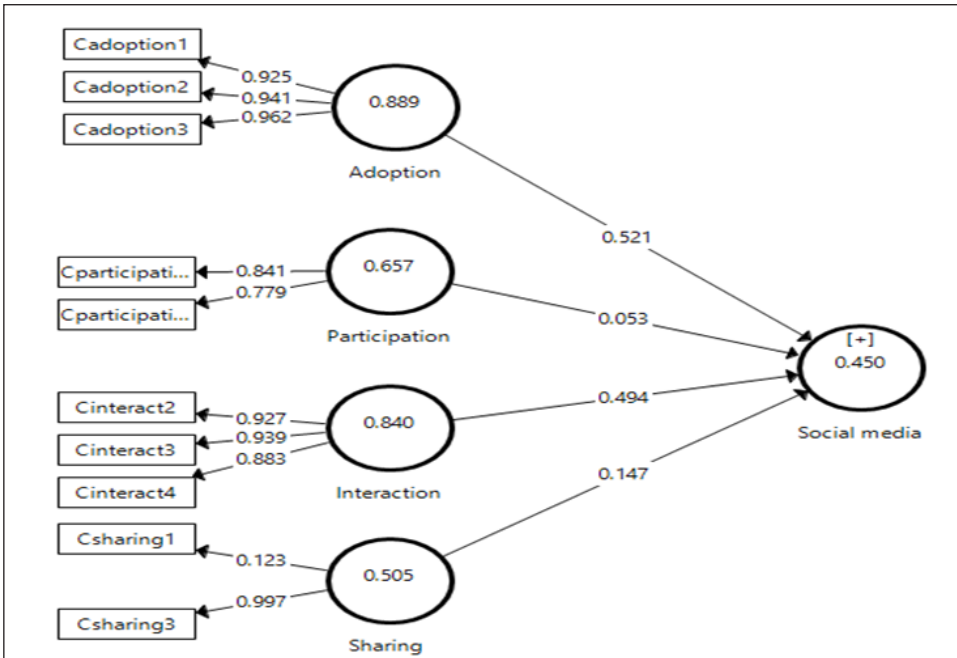 Cadoption1
0.925
Cadoption2
0.941
Cadoption3
0.962
0.889
Adoption
0.521
Cparticipati...
0.841
Cparticipati...
0.779
0.657
Participation
0.053
[+]
0.450
Social media
Cinteract2
0.927
Cinteract3
0.939
Cinteract4
0.883
0.840
Interaction
0.494
0.147
Csharing1
0.123
Csharing3
0.997
0.505
Sharing